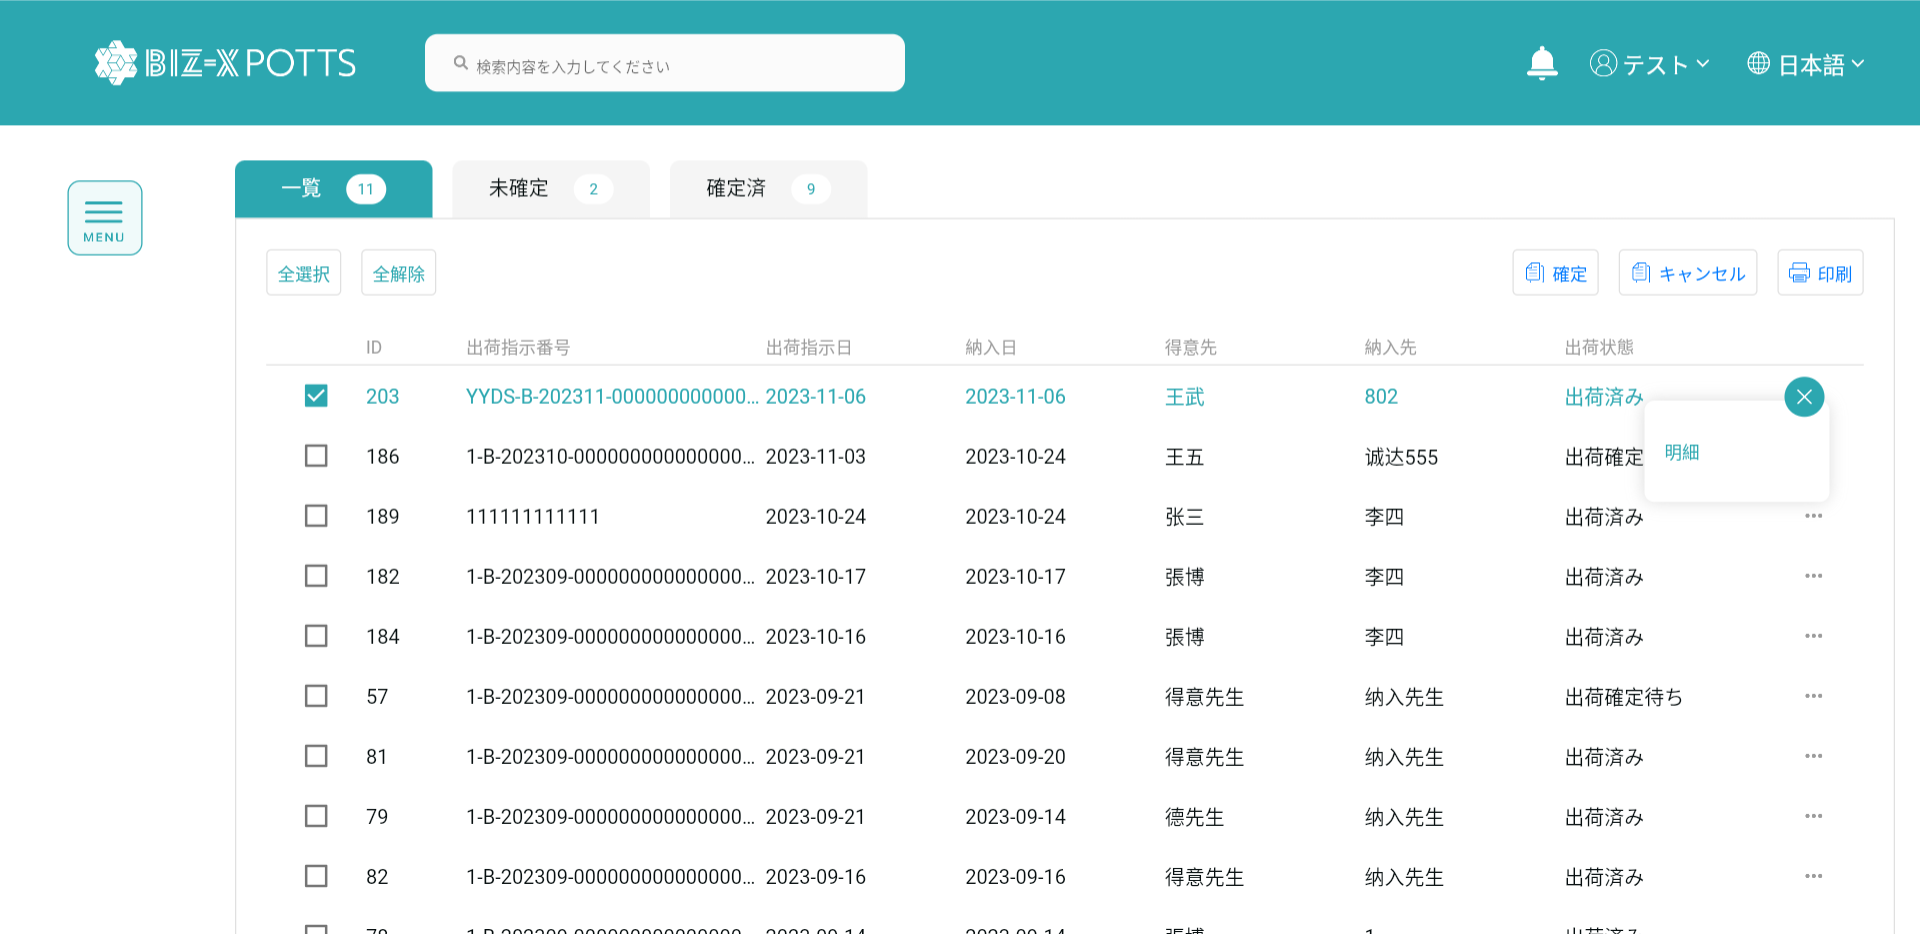 BIZ=X POTTS
検索内容を入力してください
テスト
日本語
MENU
一覧 11
未確定 2
確定済 9
全選択
全解除
確定
キャンセル
印刷
ID 出荷指示番号 出荷指示日 納入日 得意先 納入先 出荷状態
203 YYDS-B-202311-000000000000... 2023-11-06 2023-11-06 王武 802 出荷済み
明細
186 1-B-202310-000000000000000... 2023-11-03 2023-10-24 王五 诚达555 出荷確定
189 111111111111 2023-10-24 2023-10-24 张三 李四 出荷済み ...
182 1-B-202309-000000000000000... 2023-10-17 2023-10-17 張博 李四 出荷済み ...
184 1-B-202309-000000000000000... 2023-10-16 2023-10-16 張博 李四 出荷済み ...
57 1-B-202309-000000000000000... 2023-09-21 2023-09-08 得意先生 纳入先生 出荷確定待ち ...
81 1-B-202309-000000000000000... 2023-09-21 2023-09-20 得意先生 纳入先生 出荷済み ...
79 1-B-202309-000000000000000... 2023-09-21 2023-09-14 德先生 纳入先生 出荷済み ...
82 1-B-202309-000000000000000... 2023-09-16 2023-09-16 得意先生 纳入先生 出荷済み ...